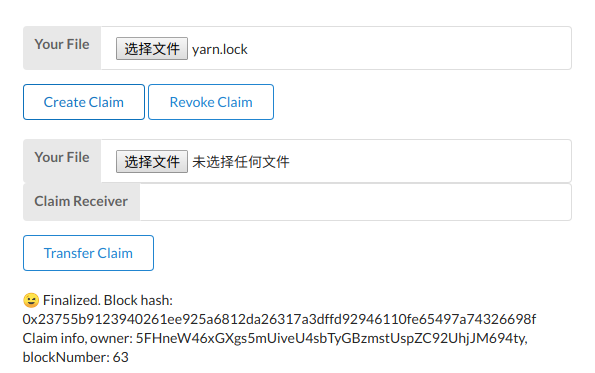 Your File 选择文件 yarn.lock
Create Claim Revoke Claim
Your File 选择文件 未选择任何文件
Claim Receiver
Transfer Claim
😉 Finalized. Block hash:
0x23755b9123940261ee925a6812da26317a3dffd92946110fe65497a74326698f
Claim info, owner: 5FHneW46xGXgs5mUiveU4sbTyGBzmstUspZC92UhjJM694ty,
blockNumber: 63